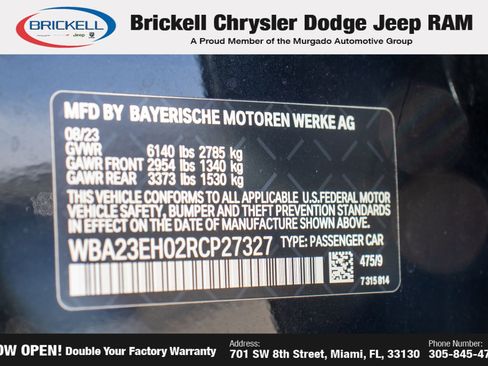 BRICKELL
Jeep
Brickell Chrysler Dodge Jeep RAM
A Proud Member of the Murgado Automotive Group
MFD BY BAYERISCHE MOTOREN WERKE AG
08/23
GVWR 6140 lbs 2785 kg
GAWR FRONT 2954 lbs 1340 kg
GAWR REAR 3373 lbs 1530 kg
THIS VEHICLE CONFORMS TO ALL APPLICABLE U.S.FEDERAL MOTOR
VEHICLE SAFETY, BUMPER AND THEFT PREVENTION STANDARDS
IN EFFECT ON THE DATE OF MANUFACTURE SHOWN ABOVE.
WBA23EH02RCP27327 TYPE: PASSENGER CAR
475/9
7315814
OW OPEN! Double Your Factory Warranty
Address:
701 SW 8th Street, Miami, FL, 33130
Phone Number:
305-845-47